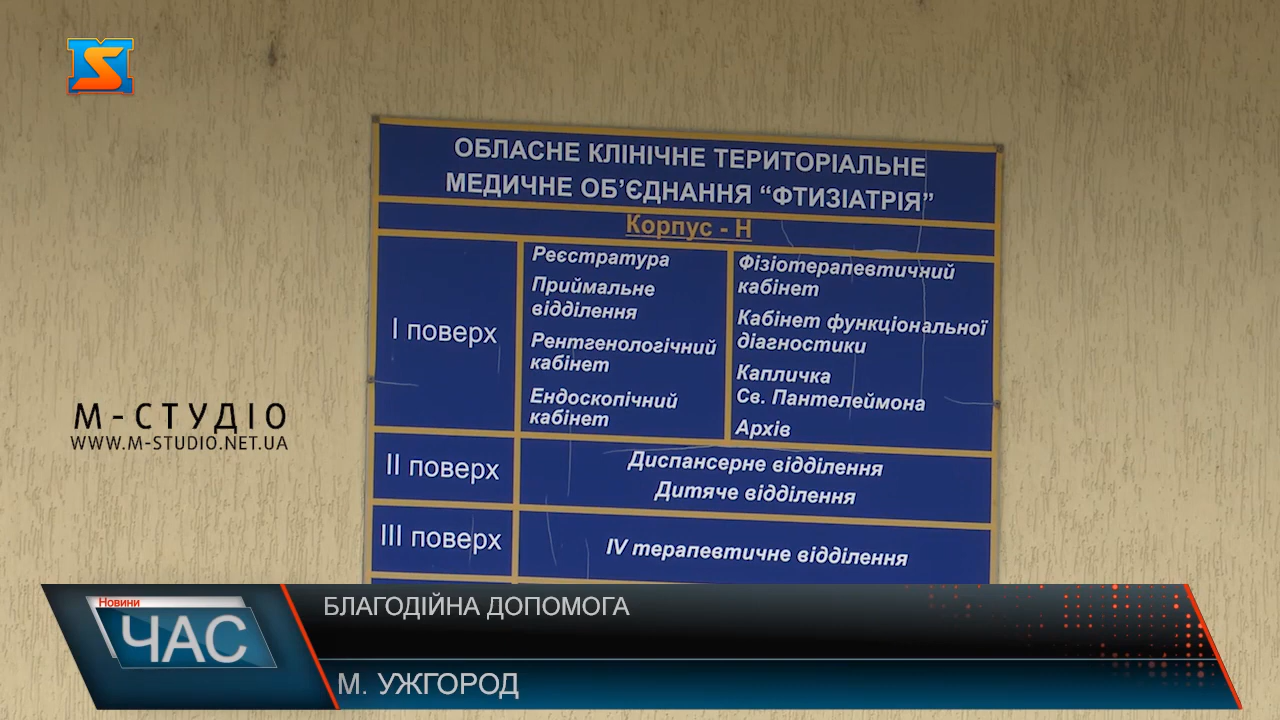 ОБЛАСНЕ КЛІНІЧНЕ ТЕРИТОРІАЛЬНЕ
МЕДИЧНЕ ОБ’ЄДНАННЯ “ФТИЗІАТРІЯ”
Корпус - Н
І поверх
Реєстратура
Приймальне
відділення
Рентгенологічний
кабінет
Ендоскопічний
кабінет
Фізіотерапевтичний
кабінет
Кабінет функціональної
діагностики
Капличка
Св. Пантелеймона
Архів
ІІ поверх
Диспансерне відділення
Дитяче відділення
ІІІ поверх
IV терапевтичне відділення
М-СТУДІО
WWW.M-STUDIO.NET.UA
Новини
ЧАС
БЛАГОДІЙНА ДОПОМОГА
М. УЖГОРОД